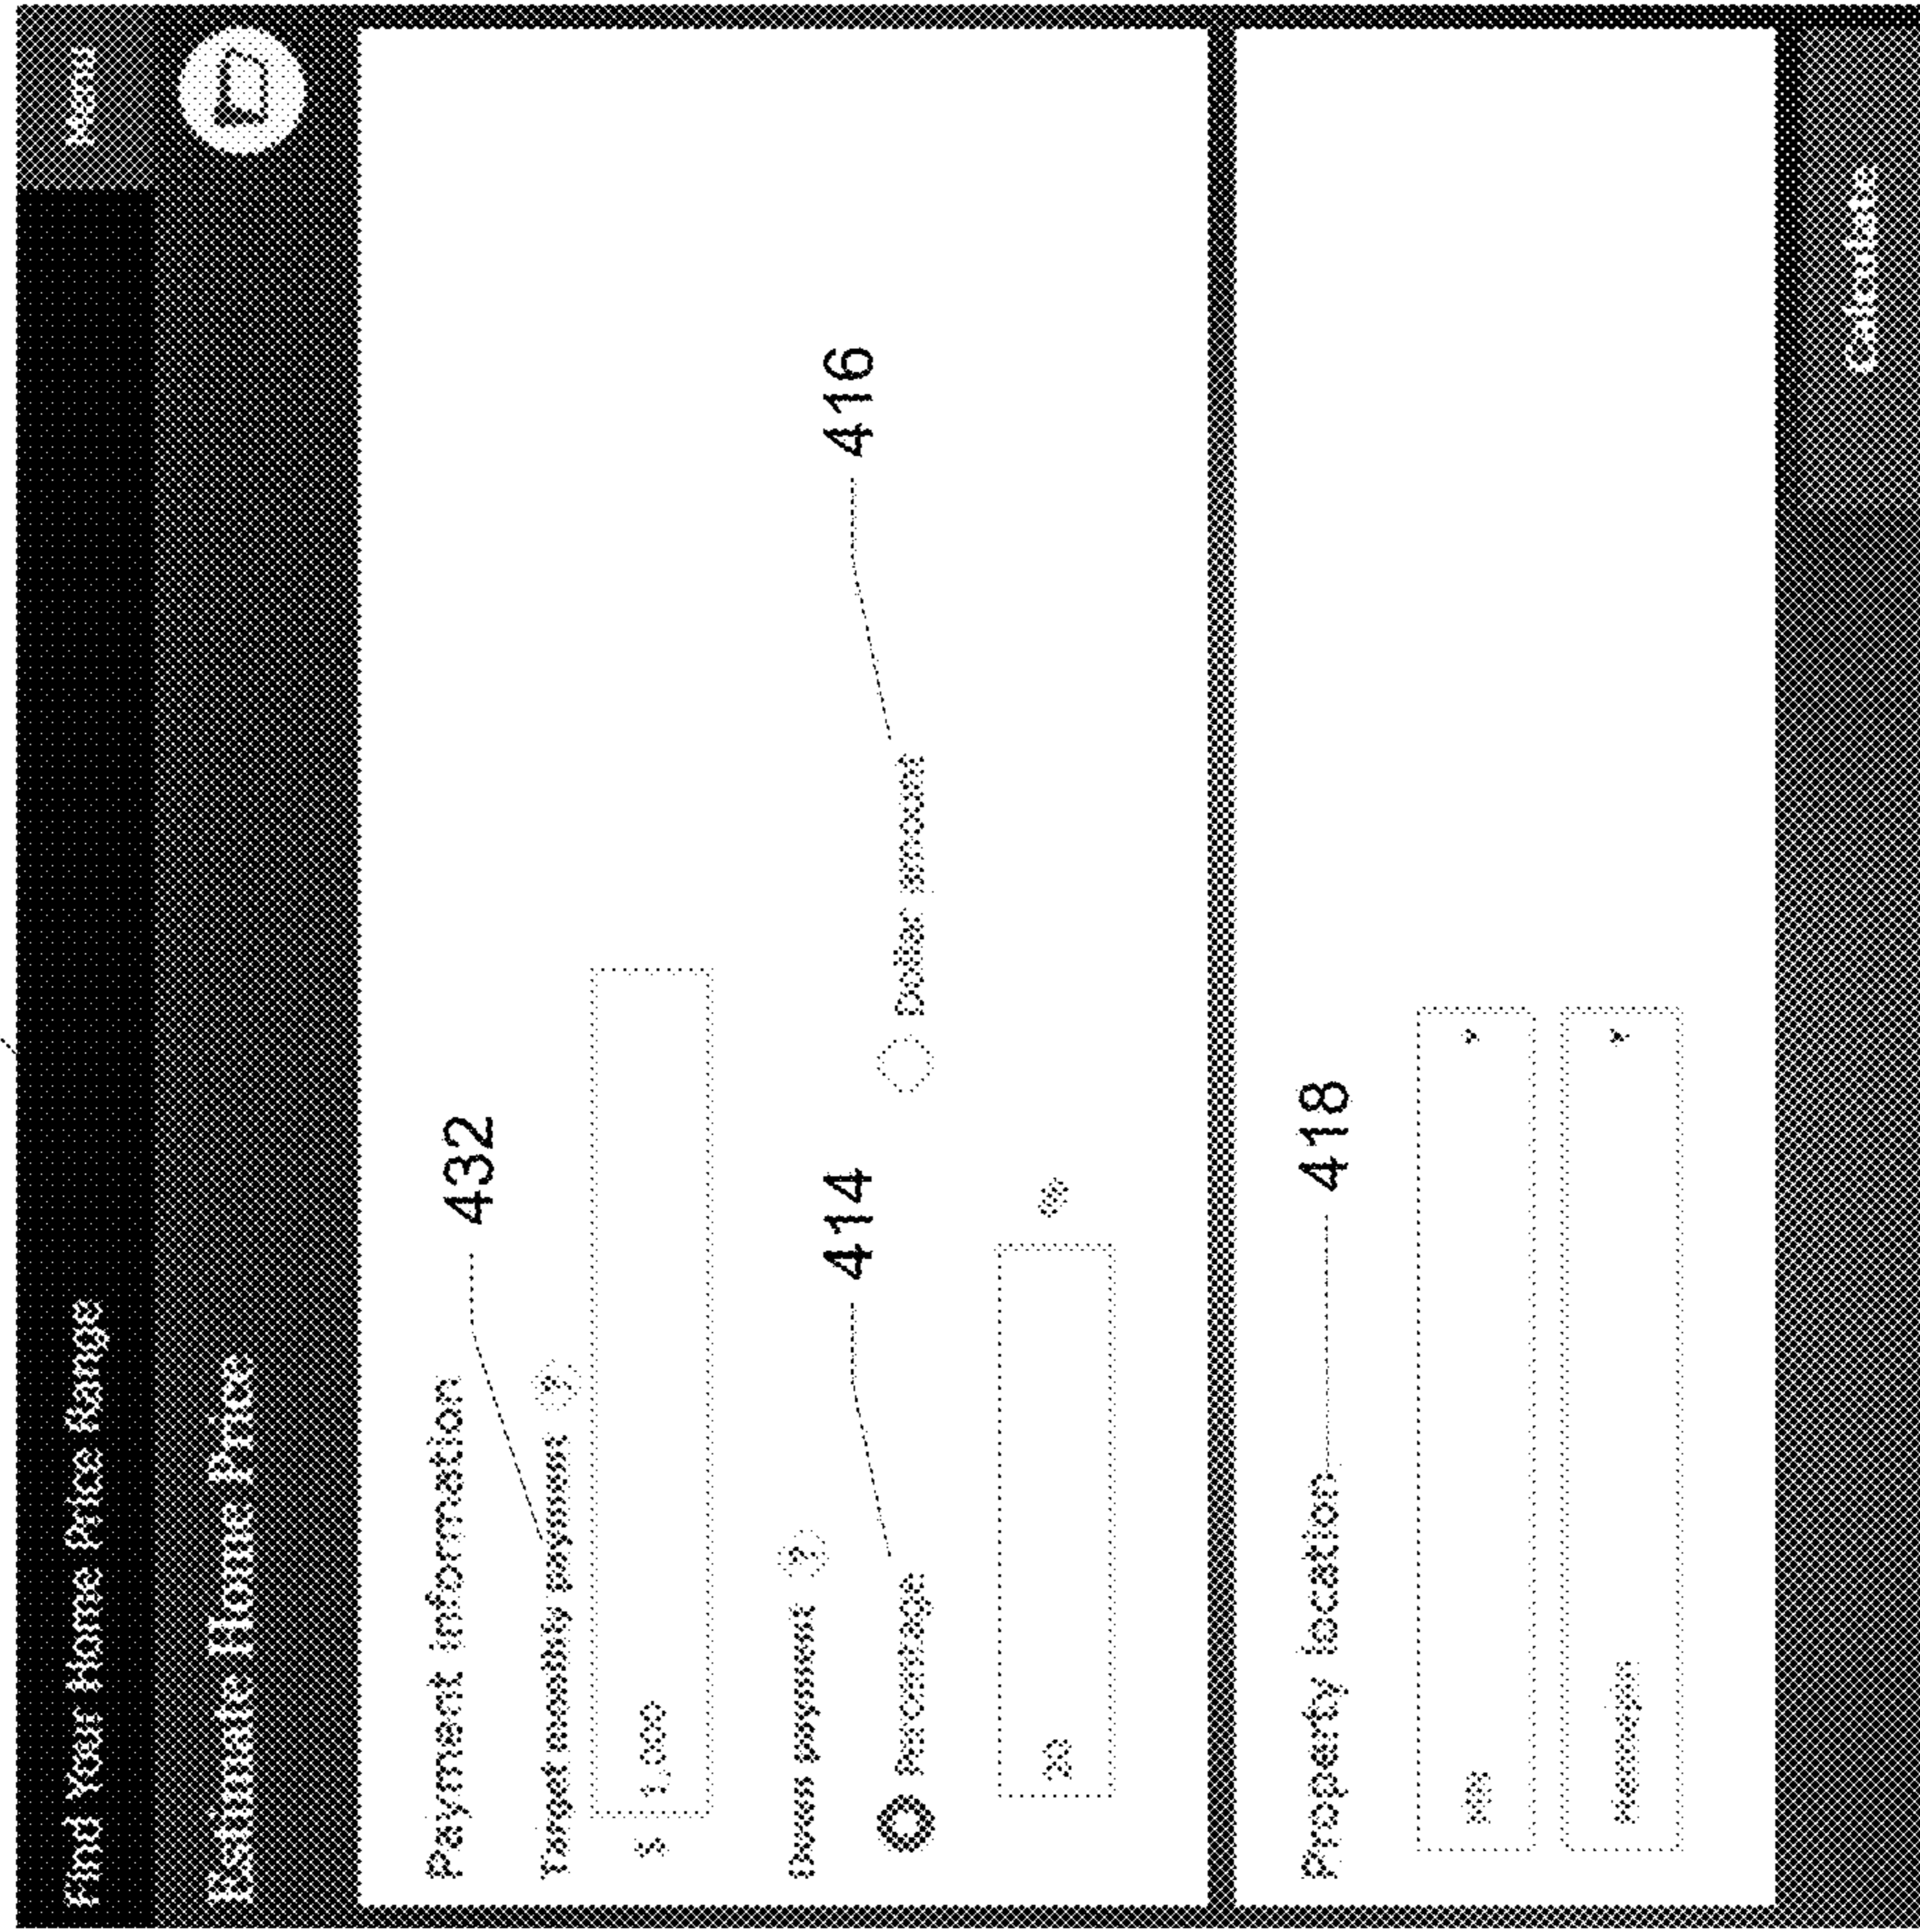 Find Your Home Price Range Menu
Estimate Home Price
Payment information
432
Target monthly payment ?
$ 1,000
Down payment ?
414
416
Percentage Dollar amount
20 %
Property location 418
Calculate